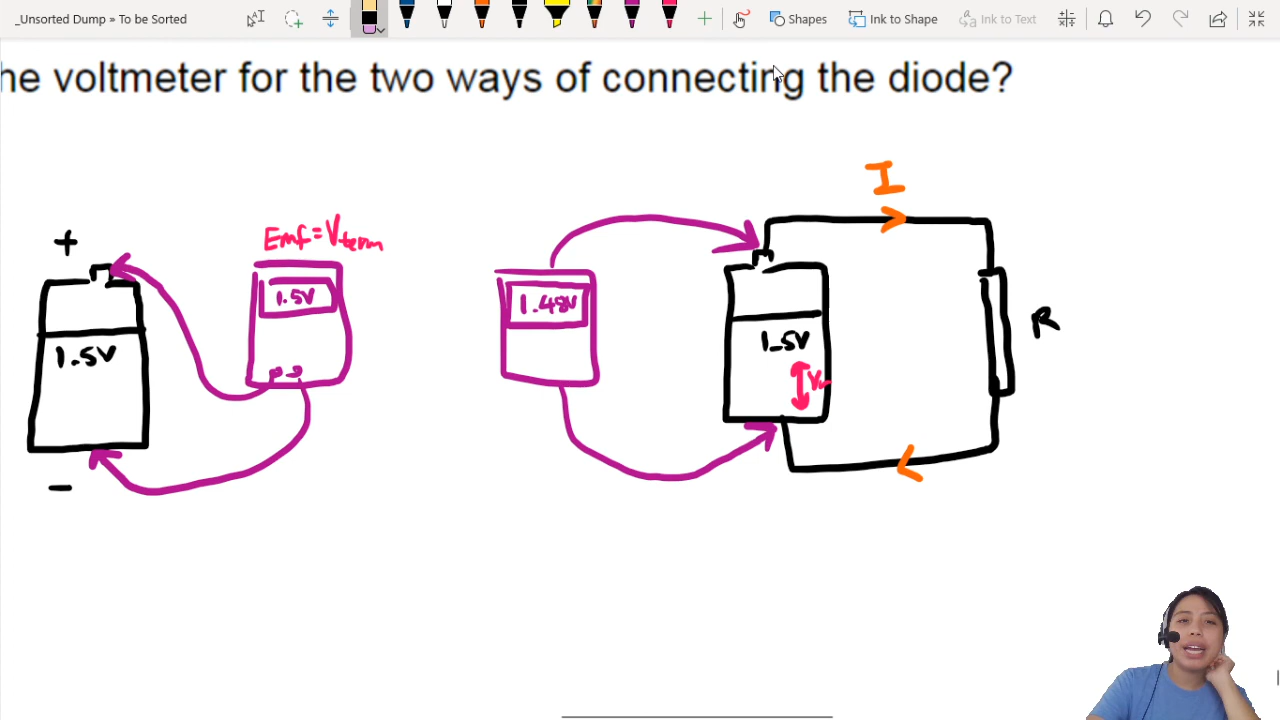 _Unsorted Dump » To be Sorted
Shapes
Ink to Shape
Ink to Text
he voltmeter for the two ways of connecting the diode?
I
+
Emf = Vterm
1.5V
1.5V
-
1.48V
1.5V
R